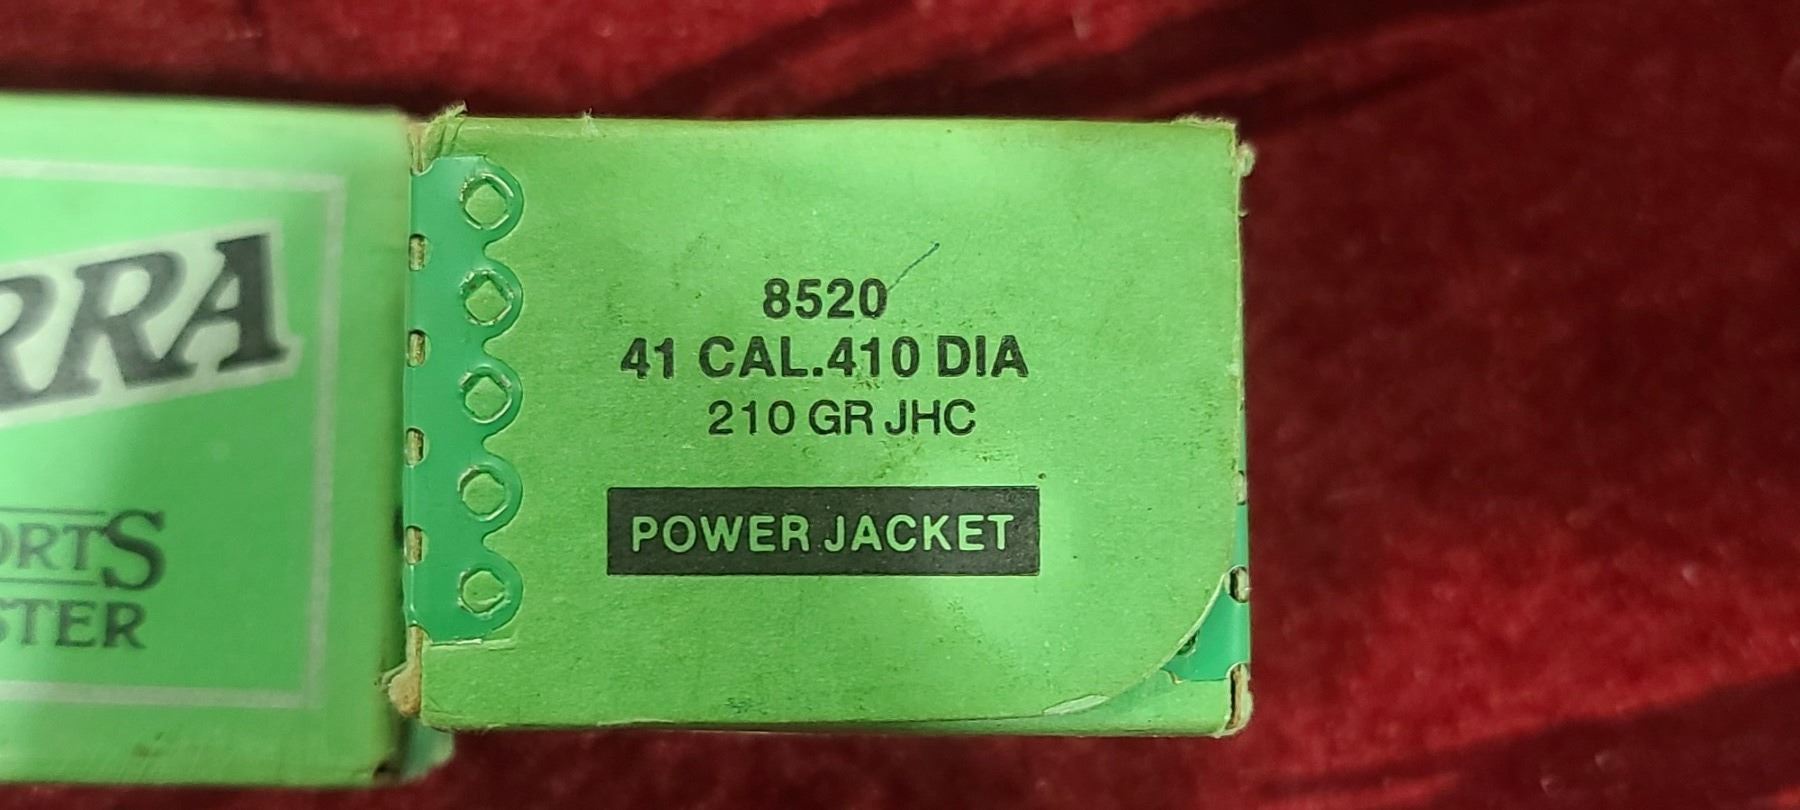 RRA
ORTS
STER
8520
41 CAL.410 DIA
210 GR JHC
POWER JACKET